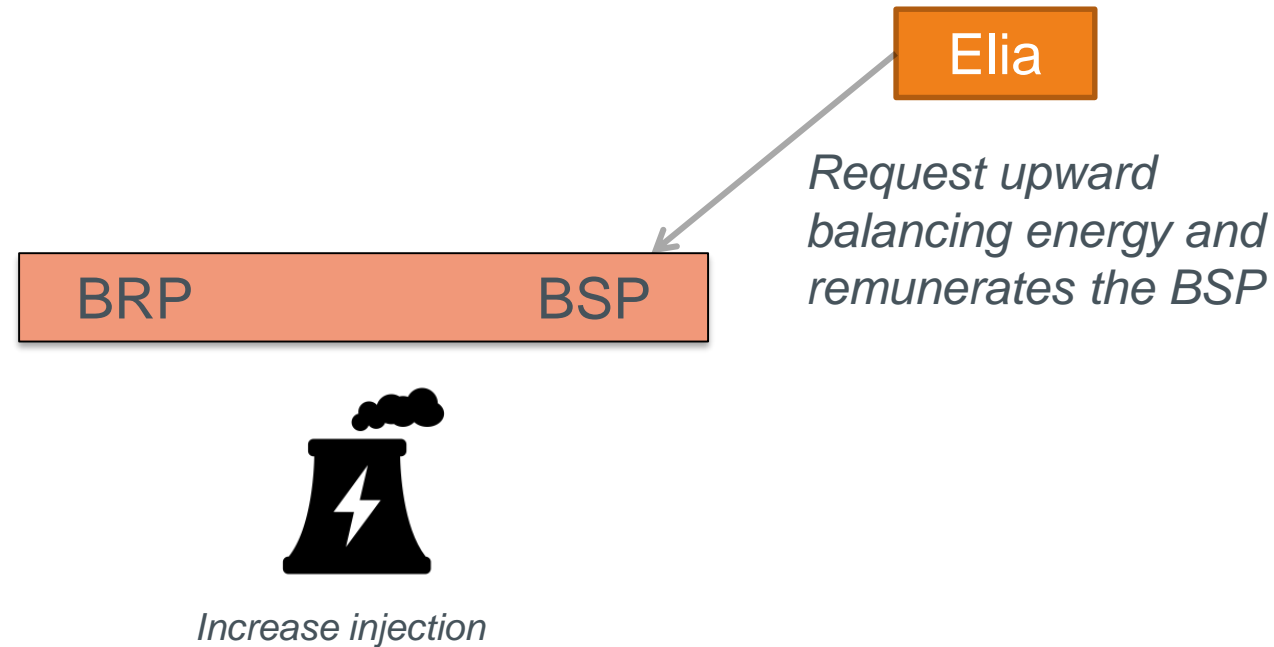 Elia
Request upward
balancing energy and
remunerates the BSP
BRP BSP
Increase injection